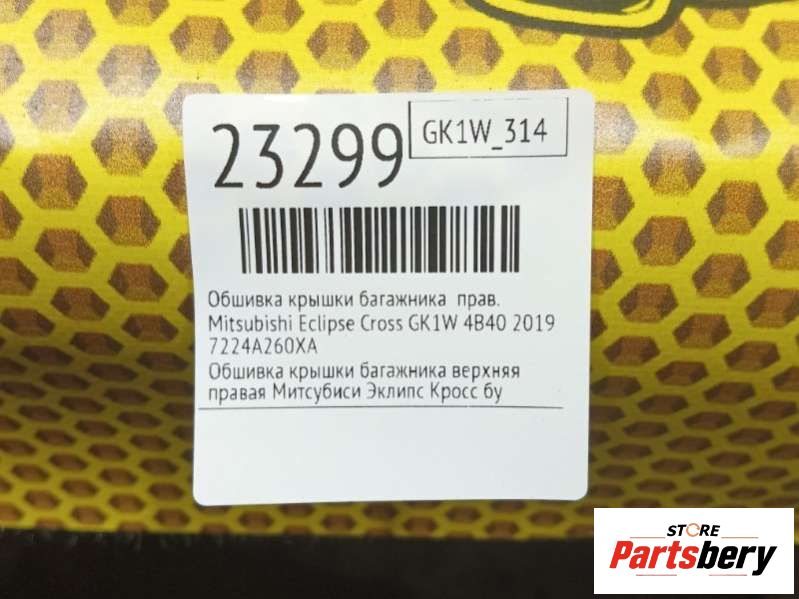 23299
GK1W_314
Обшивка крышки багажника прав.
Mitsubishi Eclipse Cross GK1W 4B40 2019
7224A260XA
Обшивка крышки багажника верхняя
правая Митсубиси Эклипс Кросс бу
STORE
Partsbery